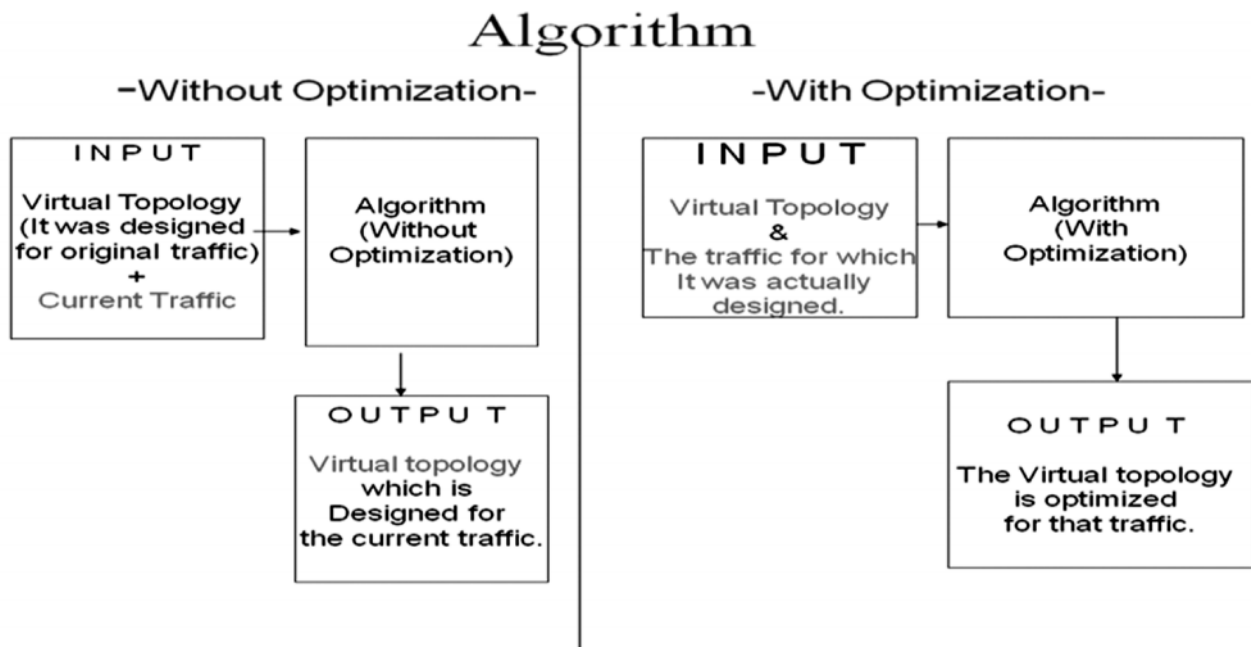 Algorithm
-Without Optimization-
INPUT
Virtual Topology
(It was designed
for original traffic)
+
Current Traffic
Algorithm
(Without
Optimization)
OUTPUT
Virtual topology
which is
Designed for
the current traffic.
-With Optimization-
INPUT
Virtual Topology
&
The traffic for which
It was actually
designed.
Algorithm
(With
Optimization)
OUTPUT
The Virtual topology
is optimized
for that traffic.